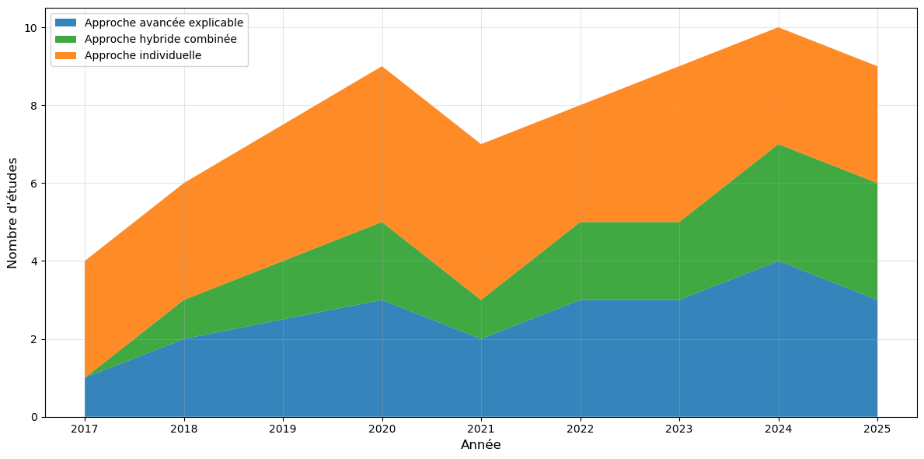 Approche avancée explicable
Approche hybride combinée
Approche individuelle
10
8
6
4
2
0
Nombre d'études
2017 2018 2019 2020 2021 2022 2023 2024 2025
Année